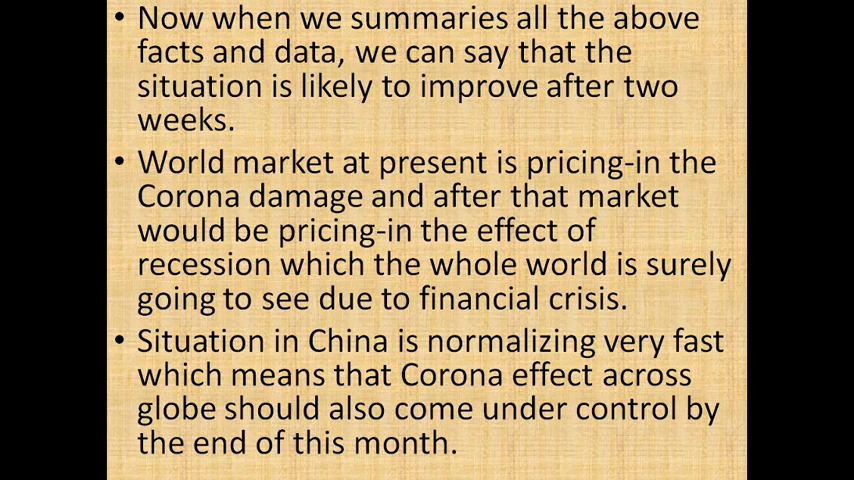 • Now when we summaries all the above
facts and data, we can say that the
situation is likely to improve after two
weeks.
• World market at present is pricing-in the
Corona damage and after that market
would be pricing-in the effect of
recession which the whole world is surely
going to see due to financial crisis.
• Situation in China is normalizing very fast
which means that Corona effect across
globe should also come under control by
the end of this month.